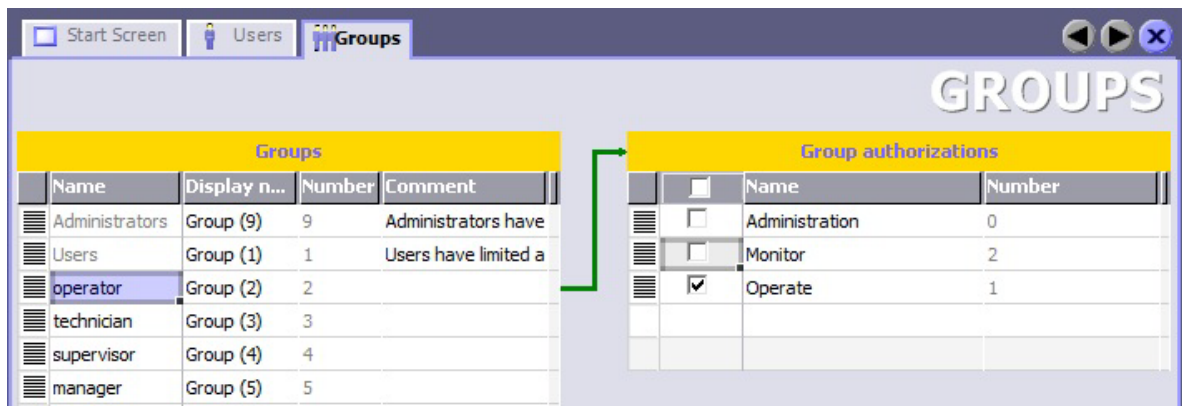 Start Screen Users Groups
GROUPS
Groups
Name Display n... Number Comment
Administrators Group (9) 9 Administrators have
Users Group (1) 1 Users have limited a
operator Group (2) 2
technician Group (3) 3
supervisor Group (4) 4
manager Group (5) 5
Group authorizations
Name Number
Administration 0
Monitor 2
Operate 1